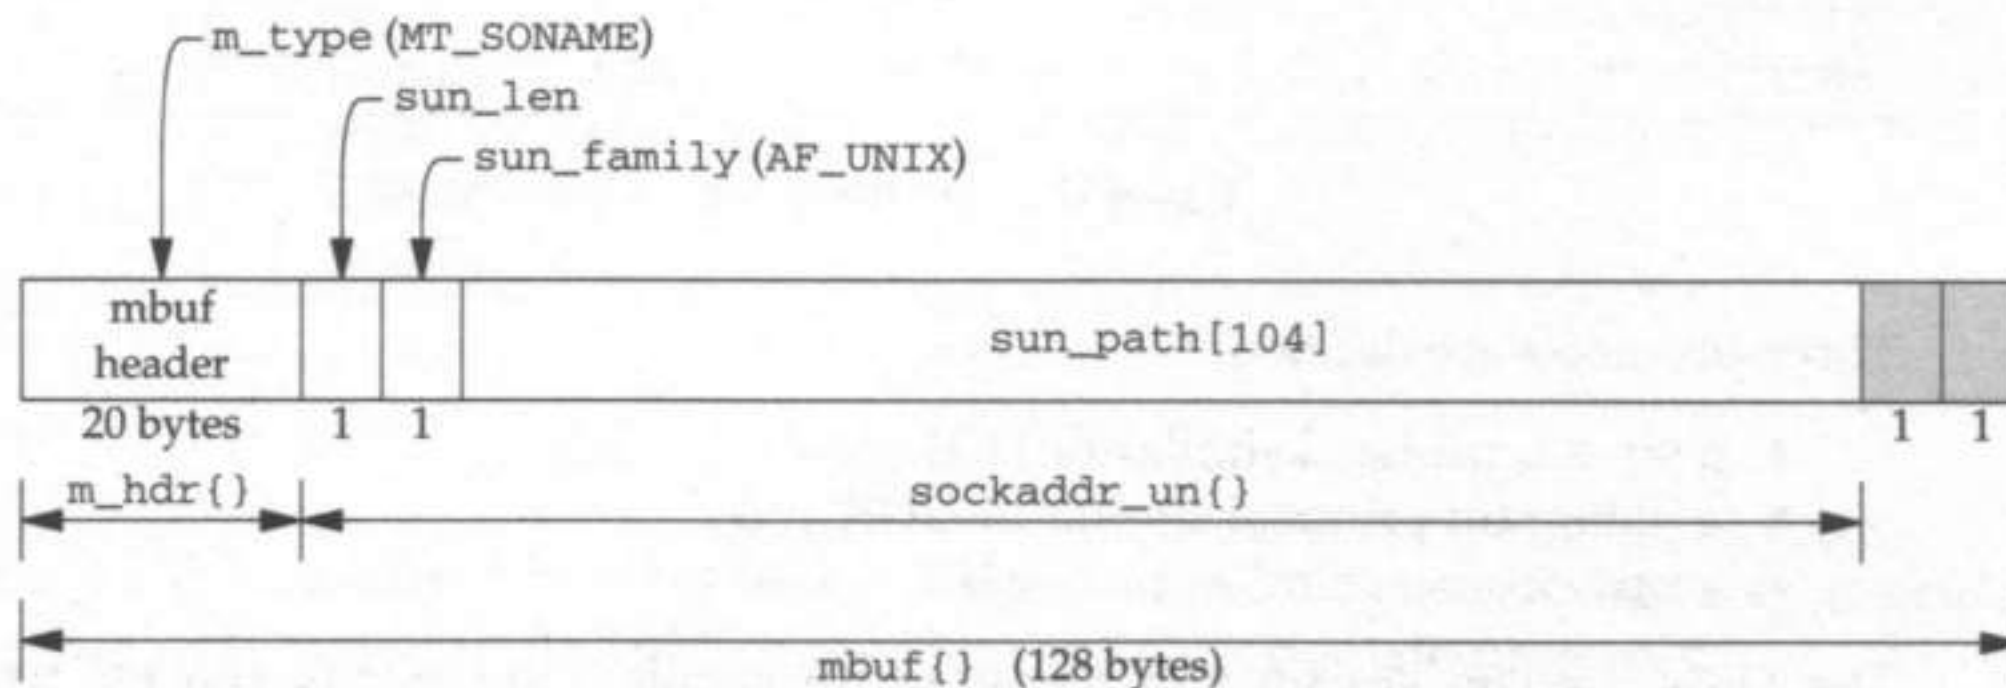 m_type (MT_SONAME)
sun_len
sun_family (AF_UNIX)
mbuf
header
sun_path[104]
20 bytes 1 1 1 1
m_hdr{} sockaddr_un{}
mbuf{} (128 bytes)